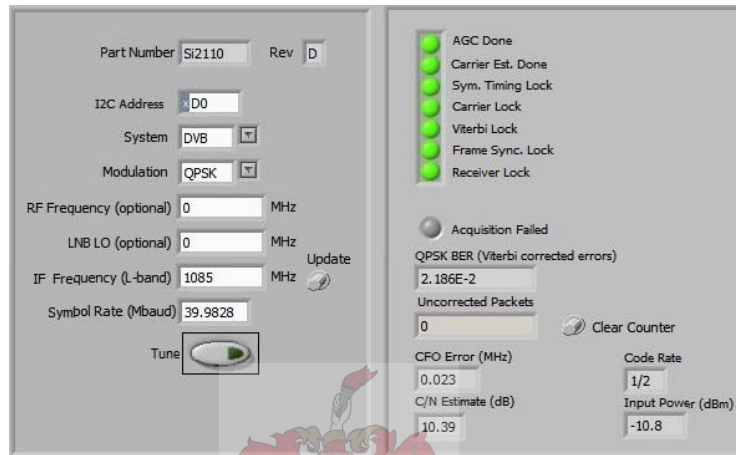 Part Number Si2110 Rev D
I2C Address xD0
System DVB
Modulation QPSK
RF Frequency (optional) 0 MHz
LNB LO (optional) 0 MHz
Update
IF Frequency (L-band) 1085 MHz
Symbol Rate (Mbaud) 39.9828
Tune
AGC Done
Carrier Est. Done
Sym. Timing Lock
Carrier Lock
Viterbi Lock
Frame Sync. Lock
Receiver Lock
Acquisition Failed
QPSK BER (Viterbi corrected errors)
2.186E-2
Uncorrected Packets
0 Clear Counter
CFO Error (MHz) Code Rate
0.023 1/2
C/N Estimate (dB) Input Power (dBm)
10.39 -10.8